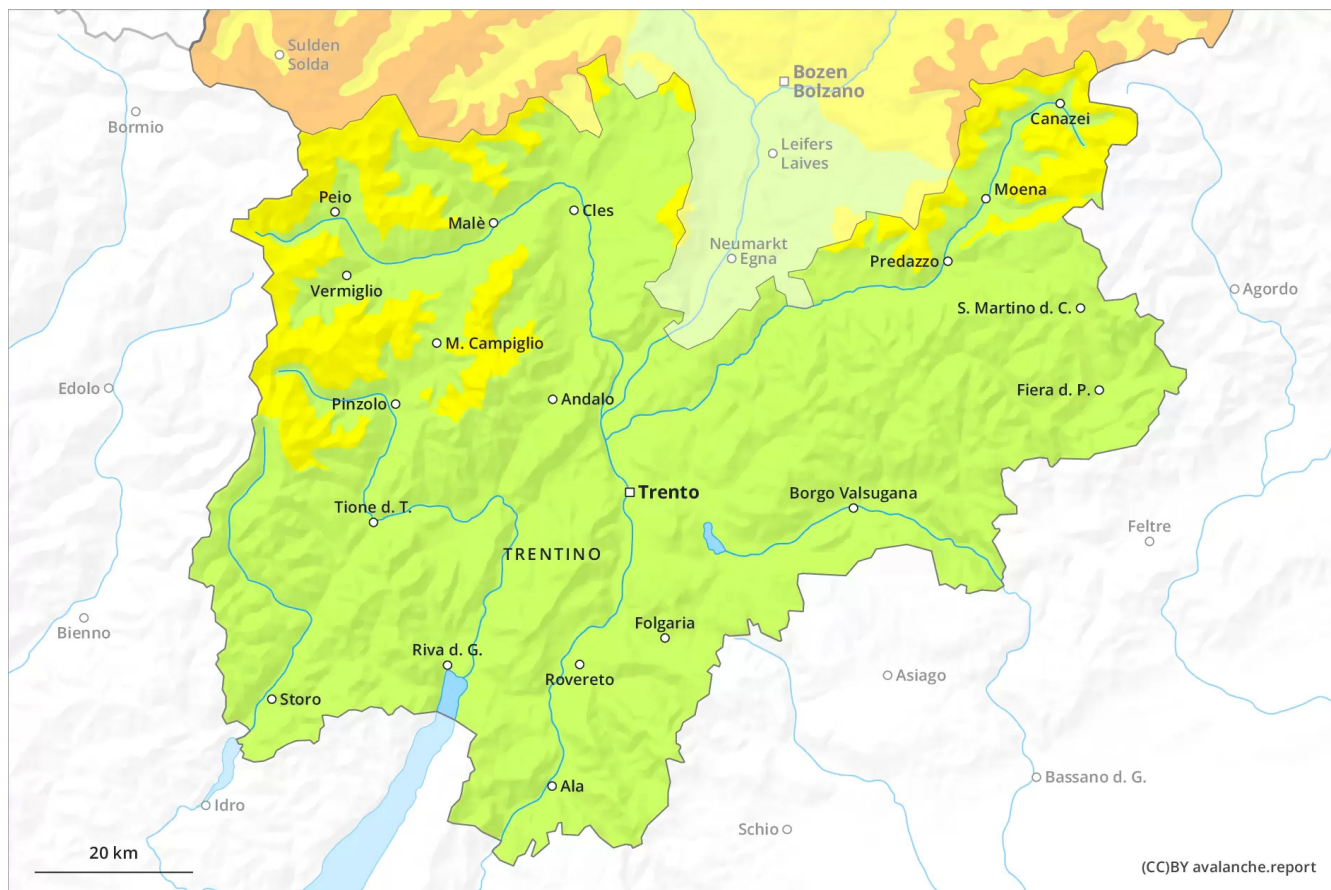 Sulden
Solda
Bozen
Bolzano
Bormio
Canazei
Leifers
Laives
Peio
Moena
Malè
Cles
Neumarkt
Egna
Predazzo
Vermiglio
Agordo
S. Martino d. C.
M. Campiglio
Edolo
Fiera d. P.
Andalo
Pinzolo
Trento
Borgo Valsugana
Tione d. T.
Feltre
TRENTINO
Folgaria
Bienno
Riva d. G.
Asiago
Rovereto
Storo
Bassano d. G.
Ala
Idro
Schio
20 km
(CC)BY avalanche.report